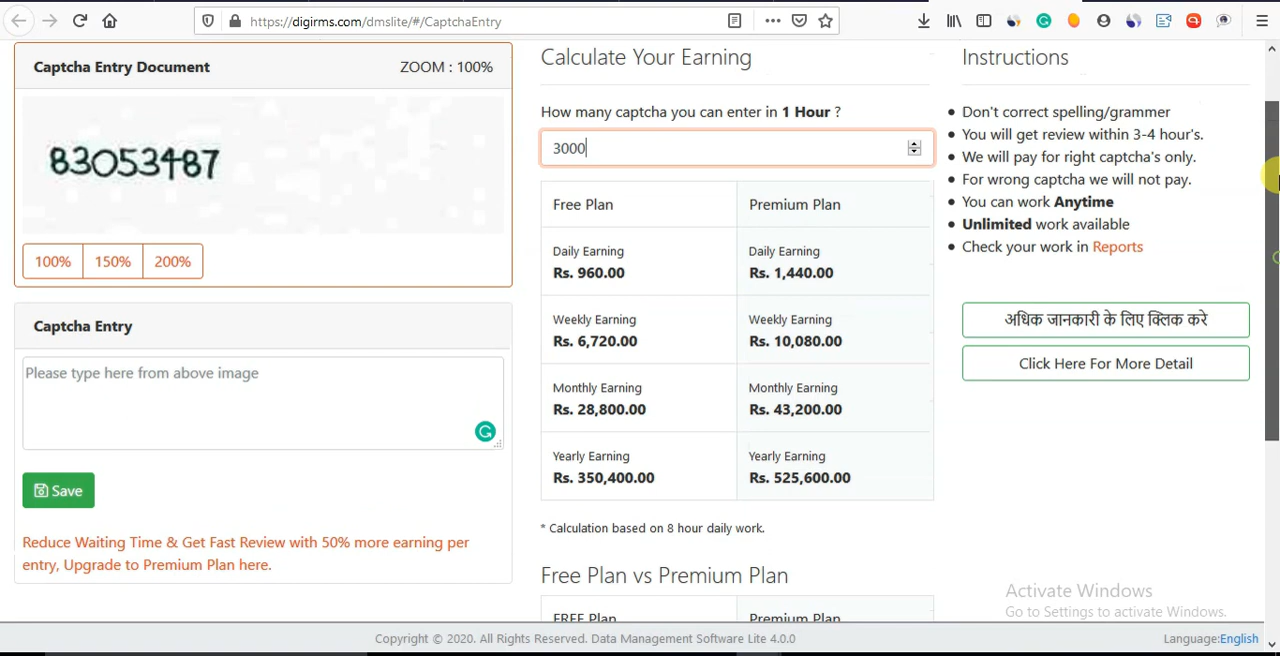 https://digirms.com/dmslite/#/CaptchaEntry
Captcha Entry Document
ZOOM : 100%
83053487
100%
150%
200%
Captcha Entry
Please type here from above image
Save
Reduce Waiting Time & Get Fast Review with 50% more earning per
entry, Upgrade to Premium Plan here.
Calculate Your Earning
How many captcha you can enter in 1 Hour ?
3000
Free Plan
Premium Plan
Daily Earning
Rs. 960.00
Daily Earning
Rs. 1,440.00
Weekly Earning
Rs. 6,720.00
Weekly Earning
Rs. 10,080.00
Monthly Earning
Rs. 28,800.00
Monthly Earning
Rs. 43,200.00
Yearly Earning
Rs. 350,400.00
Yearly Earning
Rs. 525,600.00
* Calculation based on 8 hour daily work.
Free Plan vs Premium Plan
FREE Plan
Premium Plan
Instructions
Don't correct spelling/grammer
You will get review within 3-4 hour's.
We will pay for right captcha's only.
For wrong captcha we will not pay.
You can work Anytime
Unlimited work available
Check your work in Reports
अधिक जानकारी के लिए क्लिक करे
Click Here For More Detail
Activate Windows
Go to Settings to activate Windows.
Copyright © 2020. All Rights Reserved. Data Management Software Lite 4.0.0
Language:English